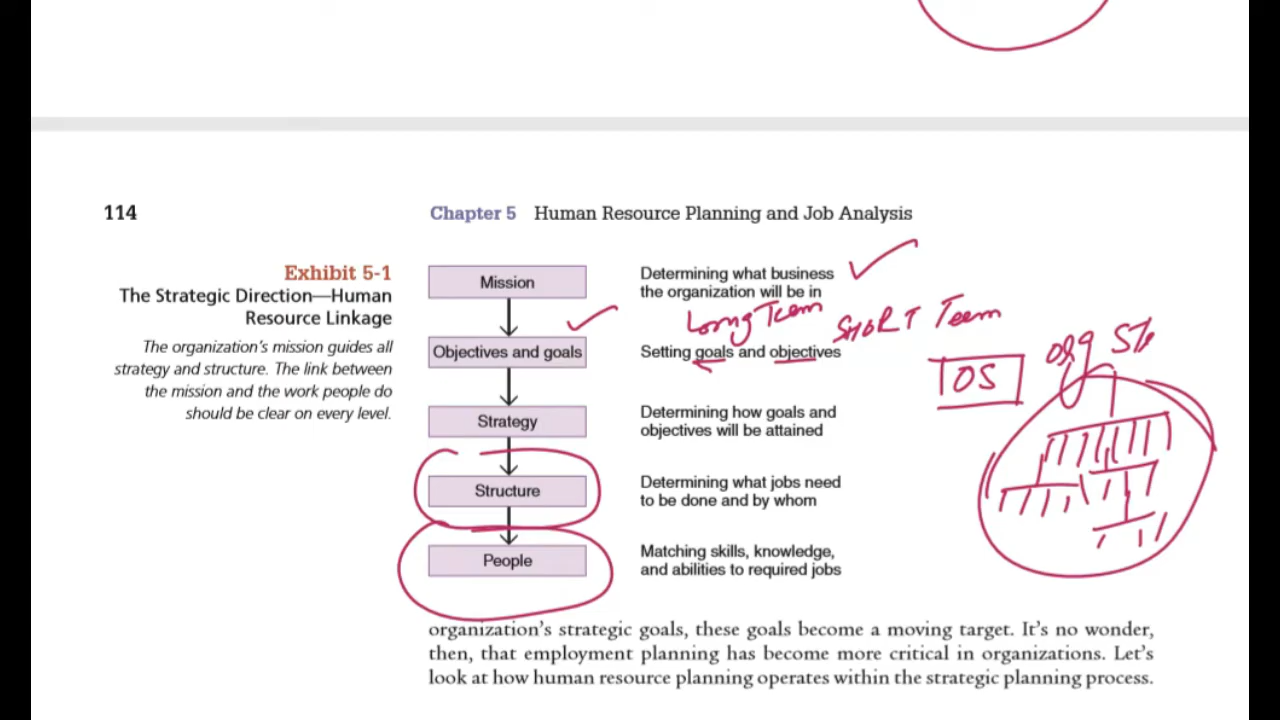 114
Chapter 5 Human Resource Planning and Job Analysis
Exhibit 5-1
The Strategic Direction—Human
Resource Linkage
The organization's mission guides all
strategy and structure. The link between
the mission and the work people do
should be clear on every level.
Mission
Determining what business
the organization will be in
Long Term
SHORT Term
Objectives and goals
Setting goals and objectives
TOS
org St
Strategy
Determining how goals and
objectives will be attained
Structure
Determining what jobs need
to be done and by whom
People
Matching skills, knowledge,
and abilities to required jobs
organization's strategic goals, these goals become a moving target. It's no wonder,
then, that employment planning has become more critical in organizations. Let's
look at how human resource planning operates within the strategic planning process.